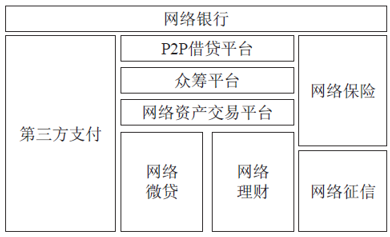 网络银行
第三方支付
P2P借贷平台
众筹平台
网络资产交易平台
网络
微贷
网络
理财
网络保险
网络征信